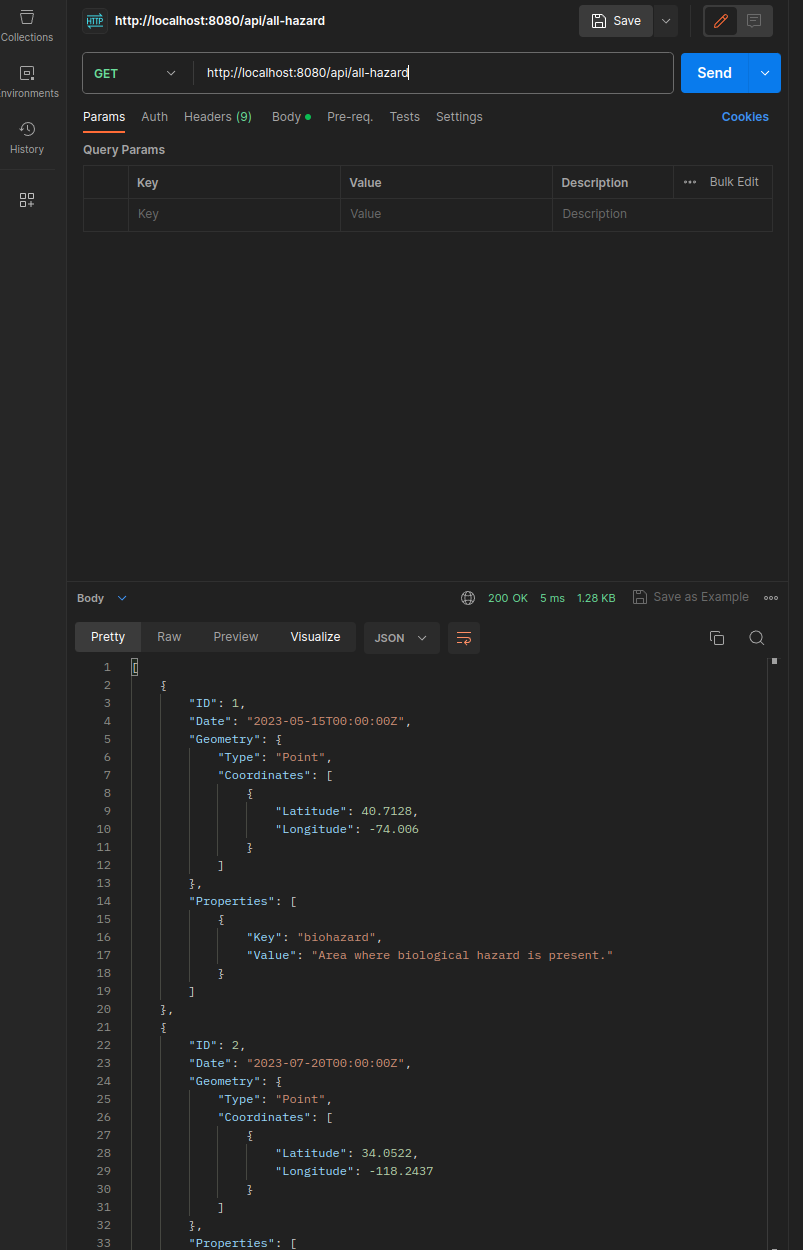 HTTP http://localhost:8080/api/all-hazard Save
Collections
GET http://localhost:8080/api/all-hazard Send
nvironments
Params Auth Headers (9) Body Pre-req. Tests Settings Cookies
History
Query Params
Key Value Description ••• Bulk Edit
Key Value Description
Body 200 OK 5 ms 1.28 KB Save as Example
Pretty Raw Preview Visualize JSON
1 [
2 {
3 "ID": 1,
4 "Date": "2023-05-15T00:00:00Z",
5 "Geometry": {
6 "Type": "Point",
7 "Coordinates": [
8 {
9 "Latitude": 40.7128,
10 "Longitude": -74.006
11 }
12 ]
13 },
14 "Properties": [
15 {
16 "Key": "biohazard",
17 "Value": "Area where biological hazard is present."
18 }
19 ]
20 },
21 {
22 "ID": 2,
23 "Date": "2023-07-20T00:00:00Z",
24 "Geometry": {
25 "Type": "Point",
26 "Coordinates": [
27 {
28 "Latitude": 34.0522,
29 "Longitude": -118.2437
30 }
31 ]
32 },
33 "Properties": [